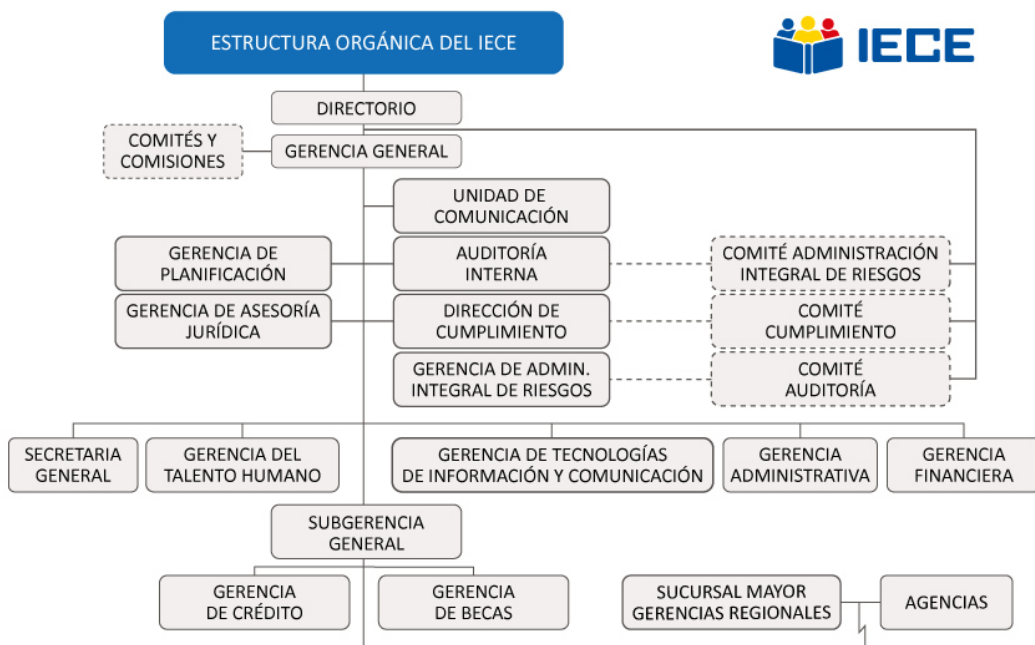 ESTRUCTURA ORGÁNICA DEL IECE
IECE
DIRECTORIO
COMITÉS Y
COMISIONES
GERENCIA GENERAL
UNIDAD DE
COMUNICACIÓN
GERENCIA DE
PLANIFICACIÓN
AUDITORÍA
INTERNA
COMITÉ ADMINISTRACIÓN
INTEGRAL DE RIESGOS
GERENCIA DE ASESORÍA
JURÍDICA
DIRECCIÓN DE
CUMPLIMIENTO
COMITÉ
CUMPLIMIENTO
GERENCIA DE ADMIN.
INTEGRAL DE RIESGOS
COMITÉ
AUDITORÍA
SECRETARIA
GENERAL
GERENCIA DEL
TALENTO HUMANO
GERENCIA DE TECNOLOGÍAS
DE INFORMACIÓN Y COMUNICACIÓN
GERENCIA
ADMINISTRATIVA
GERENCIA
FINANCIERA
SUBGERENCIA
GENERAL
GERENCIA
DE CRÉDITO
GERENCIA
DE BECAS
SUCURSAL MAYOR
GERENCIAS REGIONALES
AGENCIAS